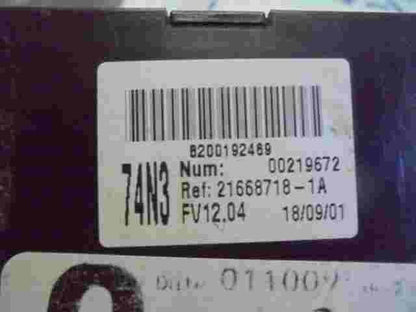 8200192469
74N3
Num: 00219672
Ref: 21668718-1A
FV12,04 18/09/01